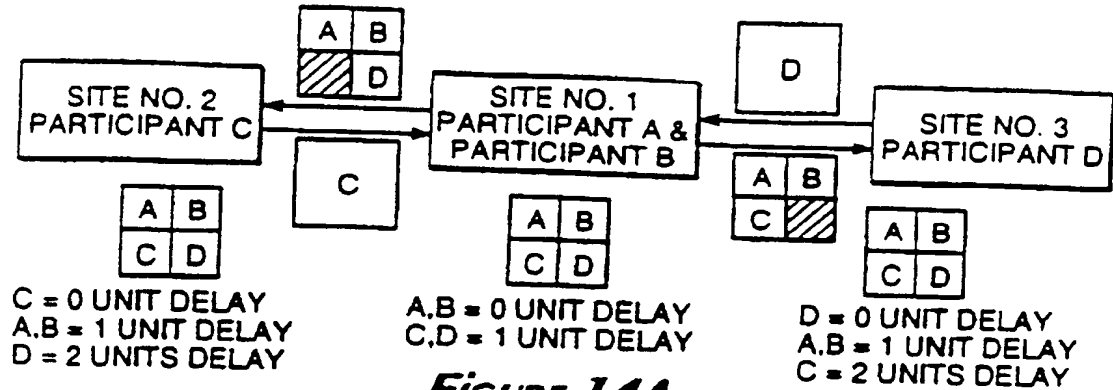 A B
D
SITE NO. 2
PARTICIPANT C
C
A B
C D
C = 0 UNIT DELAY
A,B = 1 UNIT DELAY
D = 2 UNITS DELAY
SITE NO. 1
PARTICIPANT A &
PARTICIPANT B
A B
C D
A,B = 0 UNIT DELAY
C,D = 1 UNIT DELAY
D
SITE NO. 3
PARTICIPANT D
A B
C
A B
C D
D = 0 UNIT DELAY
A,B = 1 UNIT DELAY
C = 2 UNITS DELAY